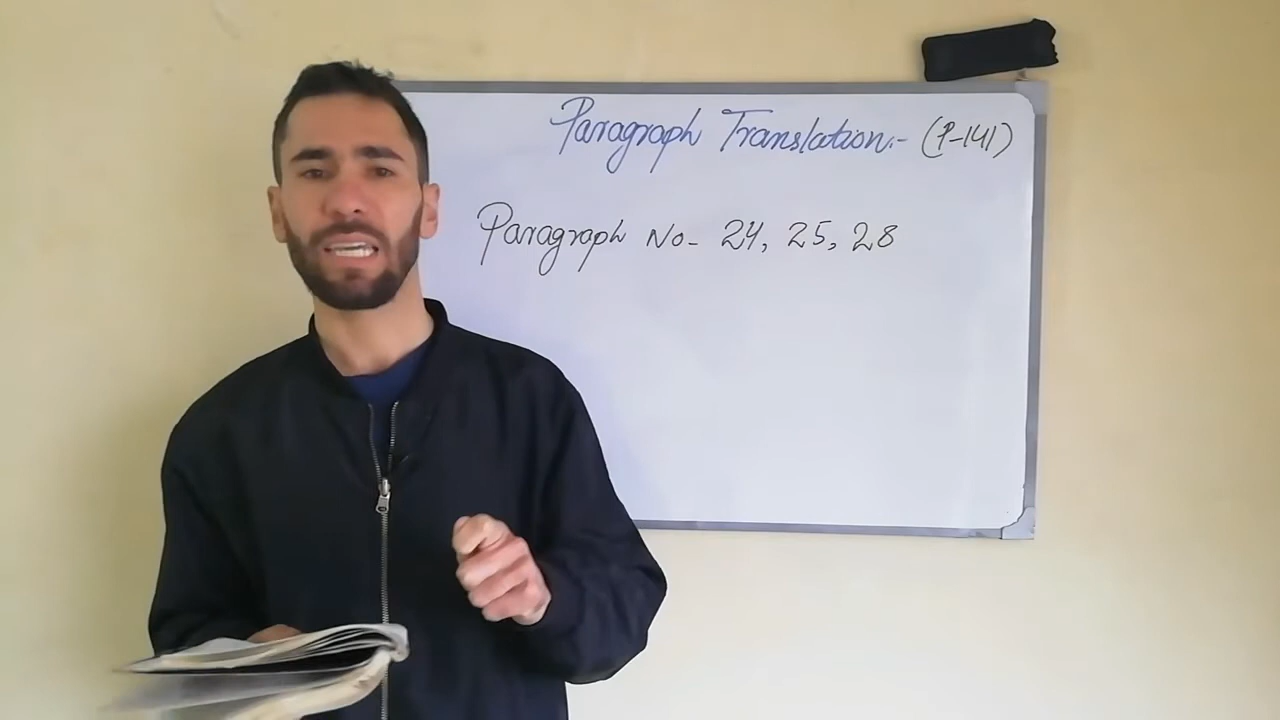 Paragraph Translation:- (P-141)
Paragraph No- 24, 25, 28